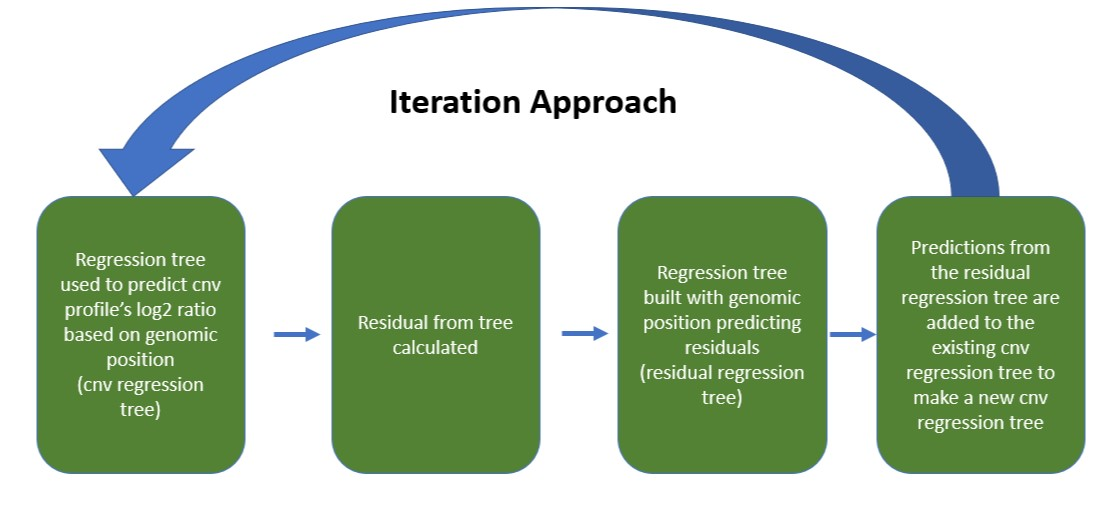 Iteration Approach
Regression tree
used to predict cnv
profile’s log2 ratio
based on genomic
position
(cnv regression
tree)
Residual from tree
calculated
Regression tree
built with genomic
position predicting
residuals
(residual regression
tree)
Predictions from
the residual
regression tree are
added to the
existing cnv
regression tree to
make a new cnv
regression tree